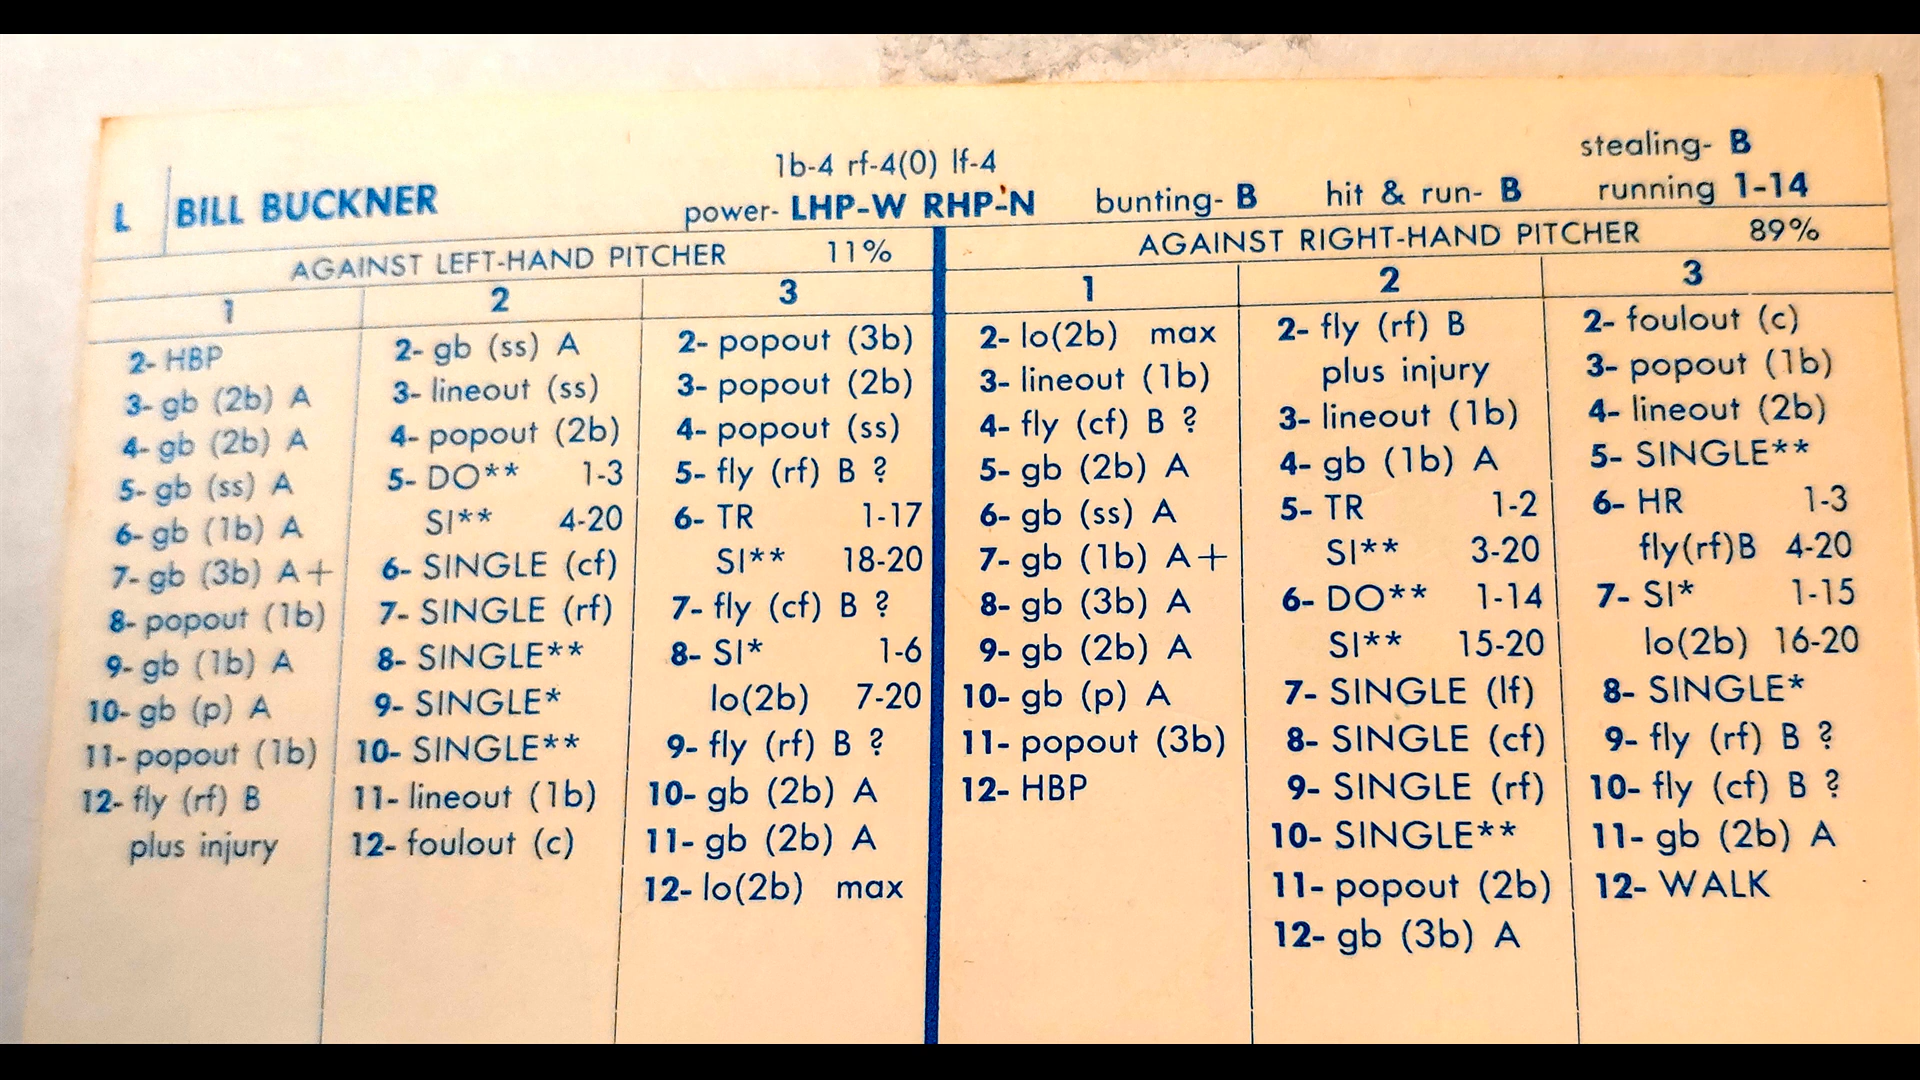 L BILL BUCKNER
1b-4 rf-4(0) lf-4
power- LHP-W RHP-N
bunting- B
hit & run- B
stealing- B
running 1-14
AGAINST LEFT-HAND PITCHER 11%
1
2- HBP
3- gb (2b) A
4- gb (2b) A
5- gb (ss) A
6- gb (1b) A
7- gb (3b) A+
8- popout (1b)
9- gb (1b) A
10- gb (p) A
11- popout (1b)
12- fly (rf) B
plus injury
2
2- gb (ss) A
3- lineout (ss)
4- popout (2b)
5- DO** 1-3
SI** 4-20
6- SINGLE (cf)
7- SINGLE (rf)
8- SINGLE**
9- SINGLE*
10- SINGLE**
11- lineout (1b)
12- foulout (c)
3
2- popout (3b)
3- popout (2b)
4- popout (ss)
5- fly (rf) B ?
6- TR 1-17
SI** 18-20
7- fly (cf) B ?
8- SI* 1-6
lo(2b) 7-20
9- fly (rf) B ?
10- gb (2b) A
11- gb (2b) A
12- lo(2b) max
AGAINST RIGHT-HAND PITCHER 89%
1
2- lo(2b) max
3- lineout (1b)
4- fly (cf) B ?
5- gb (2b) A
6- gb (ss) A
7- gb (1b) A+
8- gb (3b) A
9- gb (2b) A
10- gb (p) A
11- popout (3b)
12- HBP
2
2- fly (rf) B
plus injury
3- lineout (1b)
4- gb (1b) A
5- TR 1-2
SI** 3-20
6- DO** 1-14
SI** 15-20
7- SINGLE (lf)
8- SINGLE (cf)
9- SINGLE (rf)
10- SINGLE**
11- popout (2b)
12- gb (3b) A
3
2- foulout (c)
3- popout (1b)
4- lineout (2b)
5- SINGLE**
6- HR 1-3
fly(rf)B 4-20
7- SI* 1-15
lo(2b) 16-20
8- SINGLE*
9- fly (rf) B ?
10- fly (cf) B ?
11- gb (2b) A
12- WALK